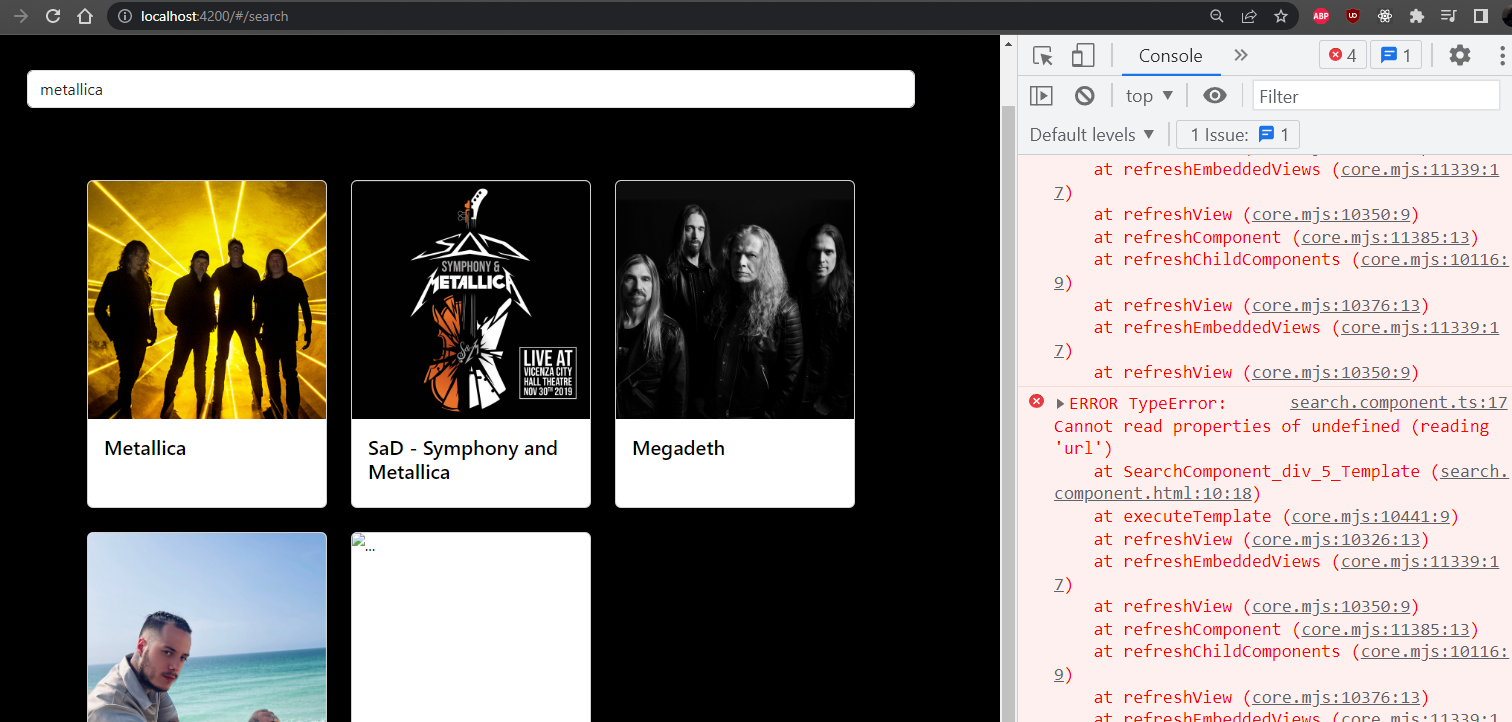 localhost:4200/#/search
ABP
metallica
SAD
SYMPHONY &
METALLICA
LIVE AT
VICENZA CITY
HALL THEATRE
NOV 30TH 2019
Metallica
SaD - Symphony and
Metallica
Megadeth
...
Console
4
1
top
Filter
Default levels
1 Issue:
1
at refreshEmbeddedViews (core.mjs:11339:1
7)
at refreshView (core.mjs:10350:9)
at refreshComponent (core.mjs:11385:13)
at refreshChildComponents (core.mjs:10116:
9)
at refreshView (core.mjs:10376:13)
at refreshEmbeddedViews (core.mjs:11339:1
7)
at refreshView (core.mjs:10350:9)
ERROR TypeError: search.component.ts:17
Cannot read properties of undefined (reading
'url')
at SearchComponent_div_5_Template (search.
component.html:10:18)
at executeTemplate (core.mjs:10441:9)
at refreshView (core.mjs:10326:13)
at refreshEmbeddedViews (core.mjs:11339:1
7)
at refreshView (core.mjs:10350:9)
at refreshComponent (core.mjs:11385:13)
at refreshChildComponents (core.mjs:10116:
9)
at refreshView (core.mjs:10376:13)
at refreshEmbeddedViews (core.mjs:11339:1